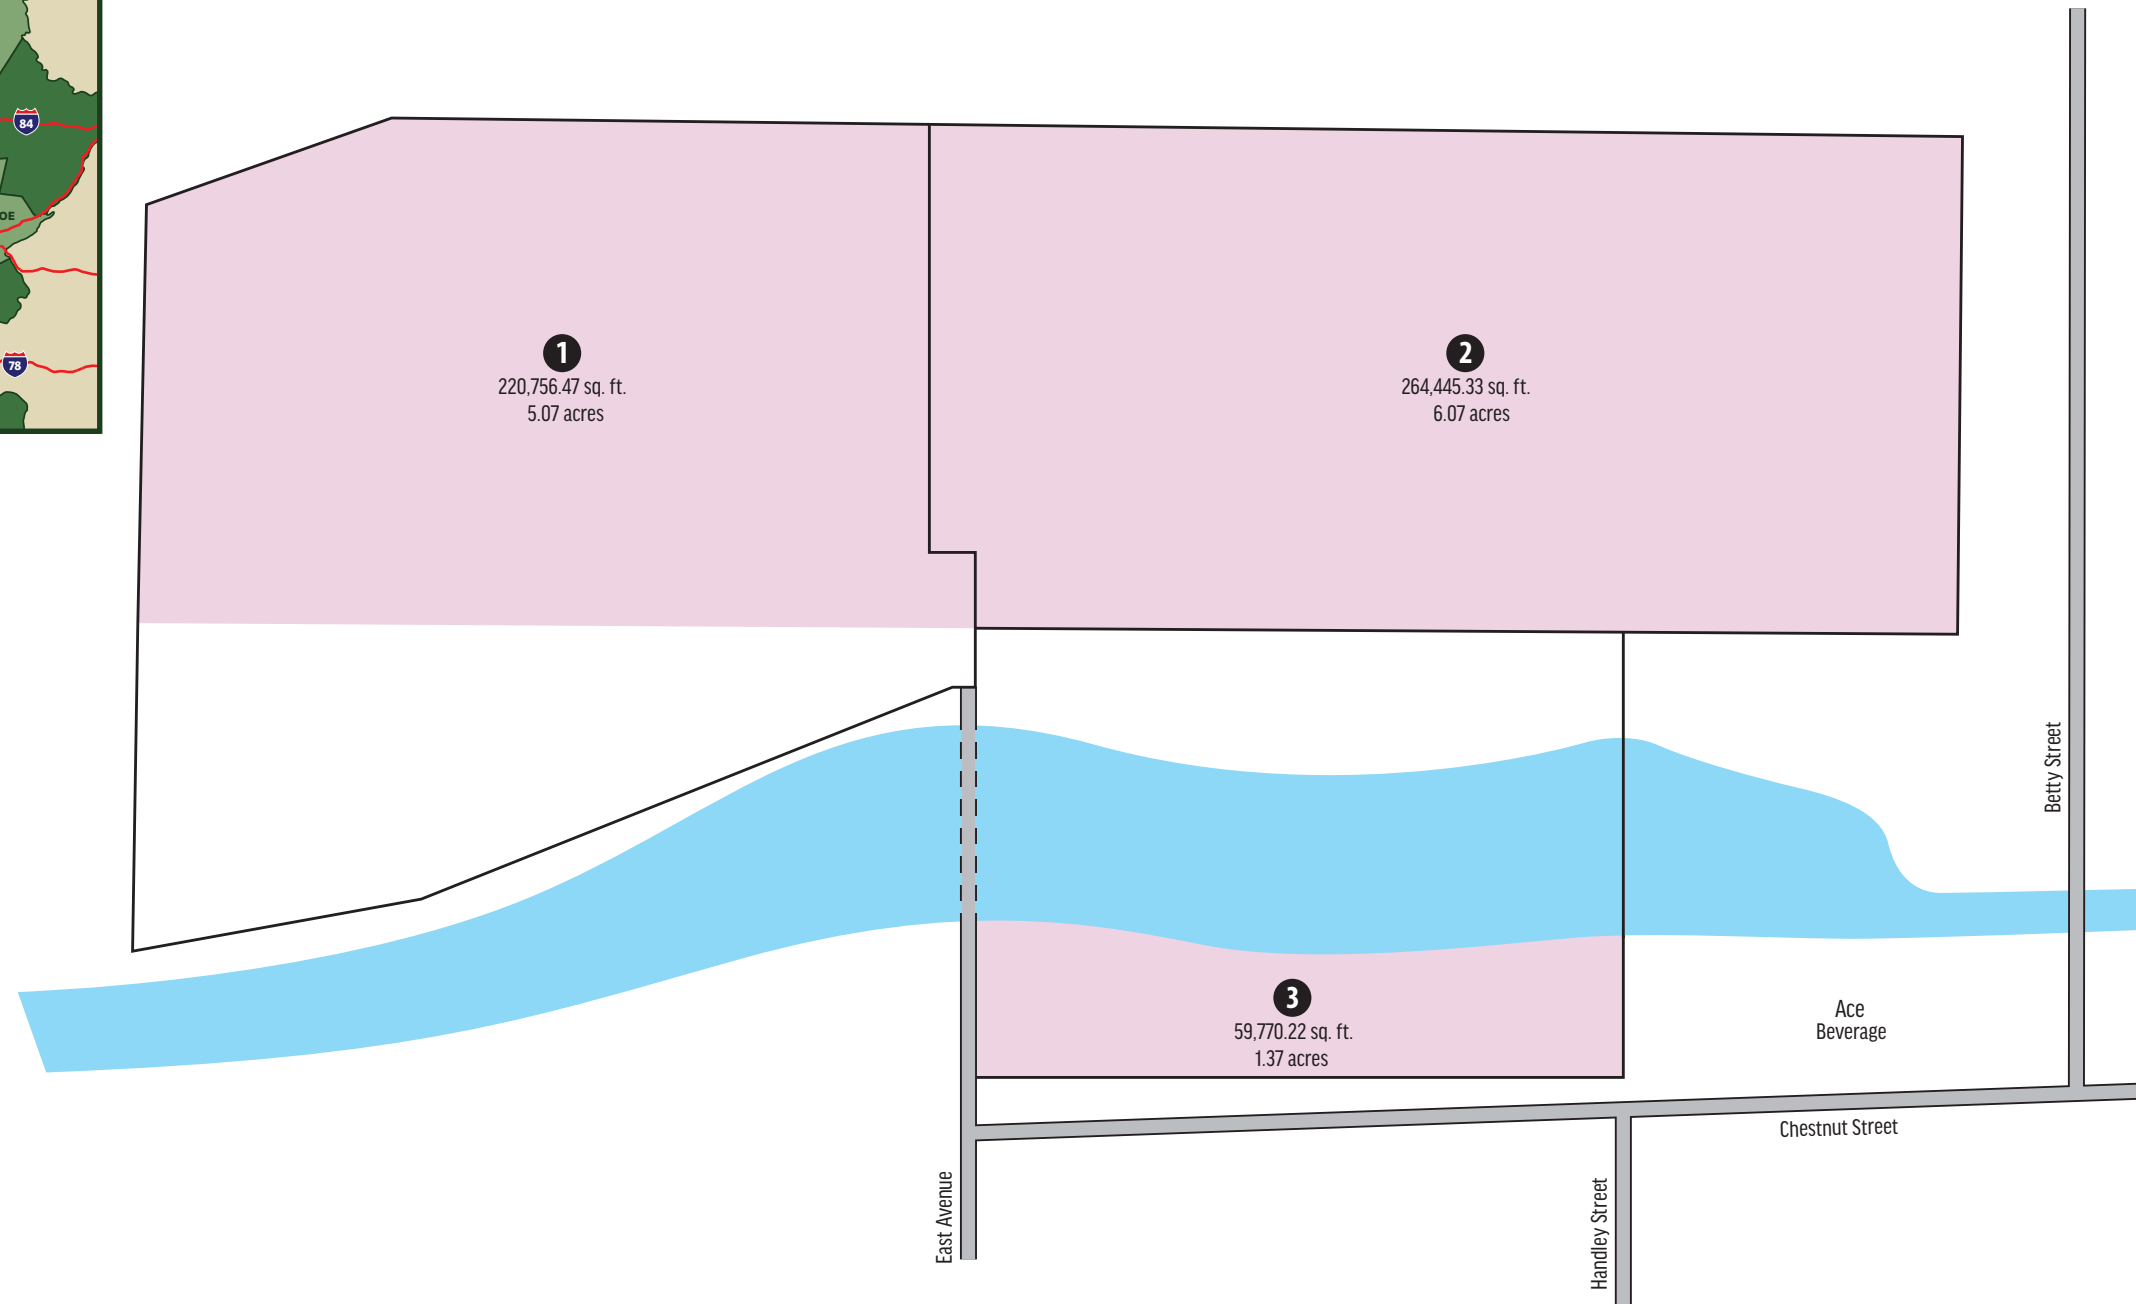 84
OE
78
1
220,756.47 sq. ft.
5.07 acres
2
264,445.33 sq. ft.
6.07 acres
Betty Street
3
59,770.22 sq. ft.
1.37 acres
Ace
Beverage
Chestnut Street
East Avenue
Handley Street